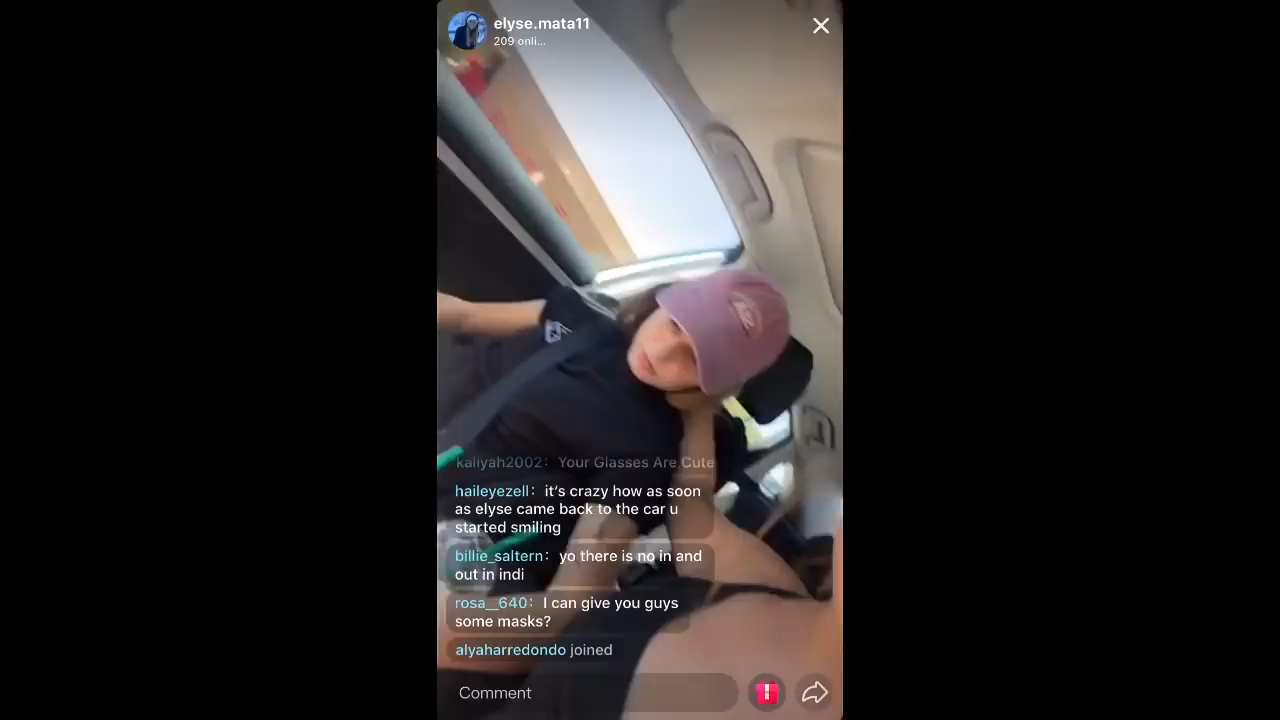 elyse.mata11
209 onli...
kaliyah2002: Your Glasses Are Cute
haileyezell: it's crazy how as soon
as elyse came back to the car u
started smiling
billie_saltern: yo there is no in and
out in indi
rosa__640: I can give you guys
some masks?
alyaharredondo joined
Comment